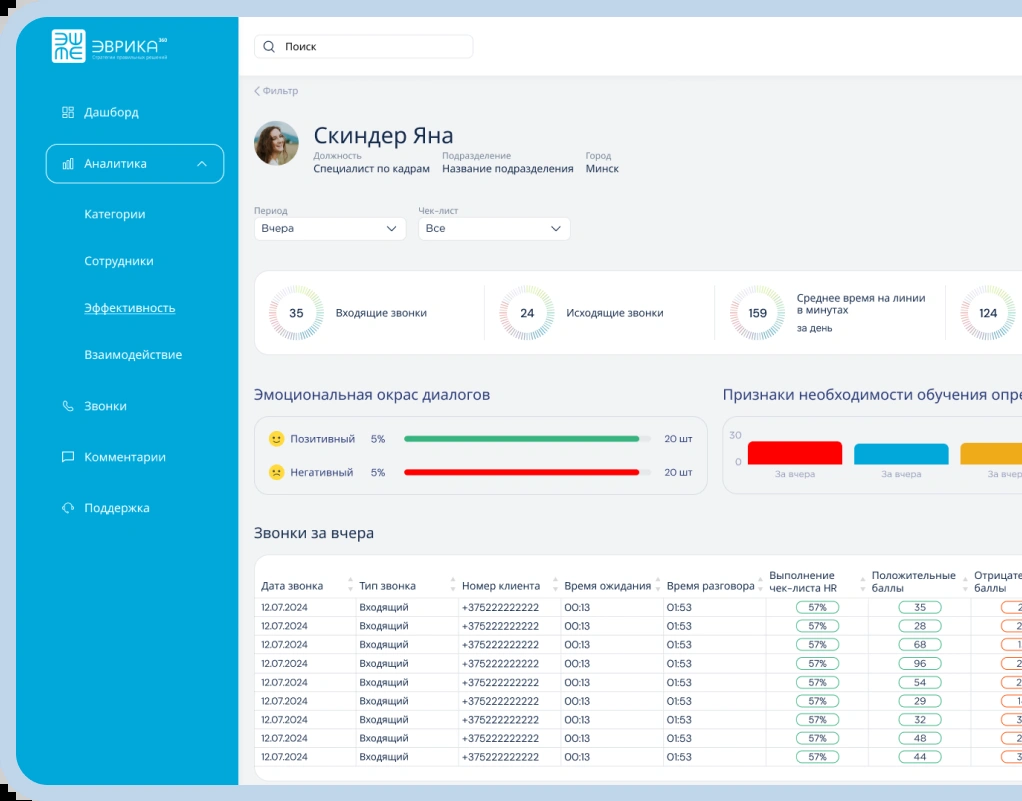 ЭШ
МЕ
ЭВРИКА³⁶⁰
Стратегии правильных решений
Поиск
Дашборд
Аналитика
Категории
Сотрудники
Эффективность
Взаимодействие
Звонки
Комментарии
Поддержка
Фильтр
Скиндер Яна
Должность Подразделение Город
Специалист по кадрам Название подразделения Минск
Период Чек-лист
Вчера Все
35 Входящие звонки
24 Исходящие звонки
159 Среднее время на линии
в минутах
за день
124
Эмоциональная окрас диалогов
Позитивный 5% 20 шт
Негативный 5% 20 шт
Признаки необходимости обучения опре
30
0
За вчера За вчера За вчера
Звонки за вчера
Дата звонка Тип звонка Номер клиента Время ожидания Время разговора Выполнение чек-листа HR Положительные баллы Отрицате баллы
12.07.2024 Входящий +375222222222 00:13 01:53 57% 35 2
12.07.2024 Входящий +375222222222 00:13 01:53 57% 28 2
12.07.2024 Входящий +375222222222 00:13 01:53 57% 68 1
12.07.2024 Входящий +375222222222 00:13 01:53 57% 96 2
12.07.2024 Входящий +375222222222 00:13 01:53 57% 54 2
12.07.2024 Входящий +375222222222 00:13 01:53 57% 29 1
12.07.2024 Входящий +375222222222 00:13 01:53 57% 32 3
12.07.2024 Входящий +375222222222 00:13 01:53 57% 48 2
12.07.2024 Входящий +375222222222 00:13 01:53 57% 44 3